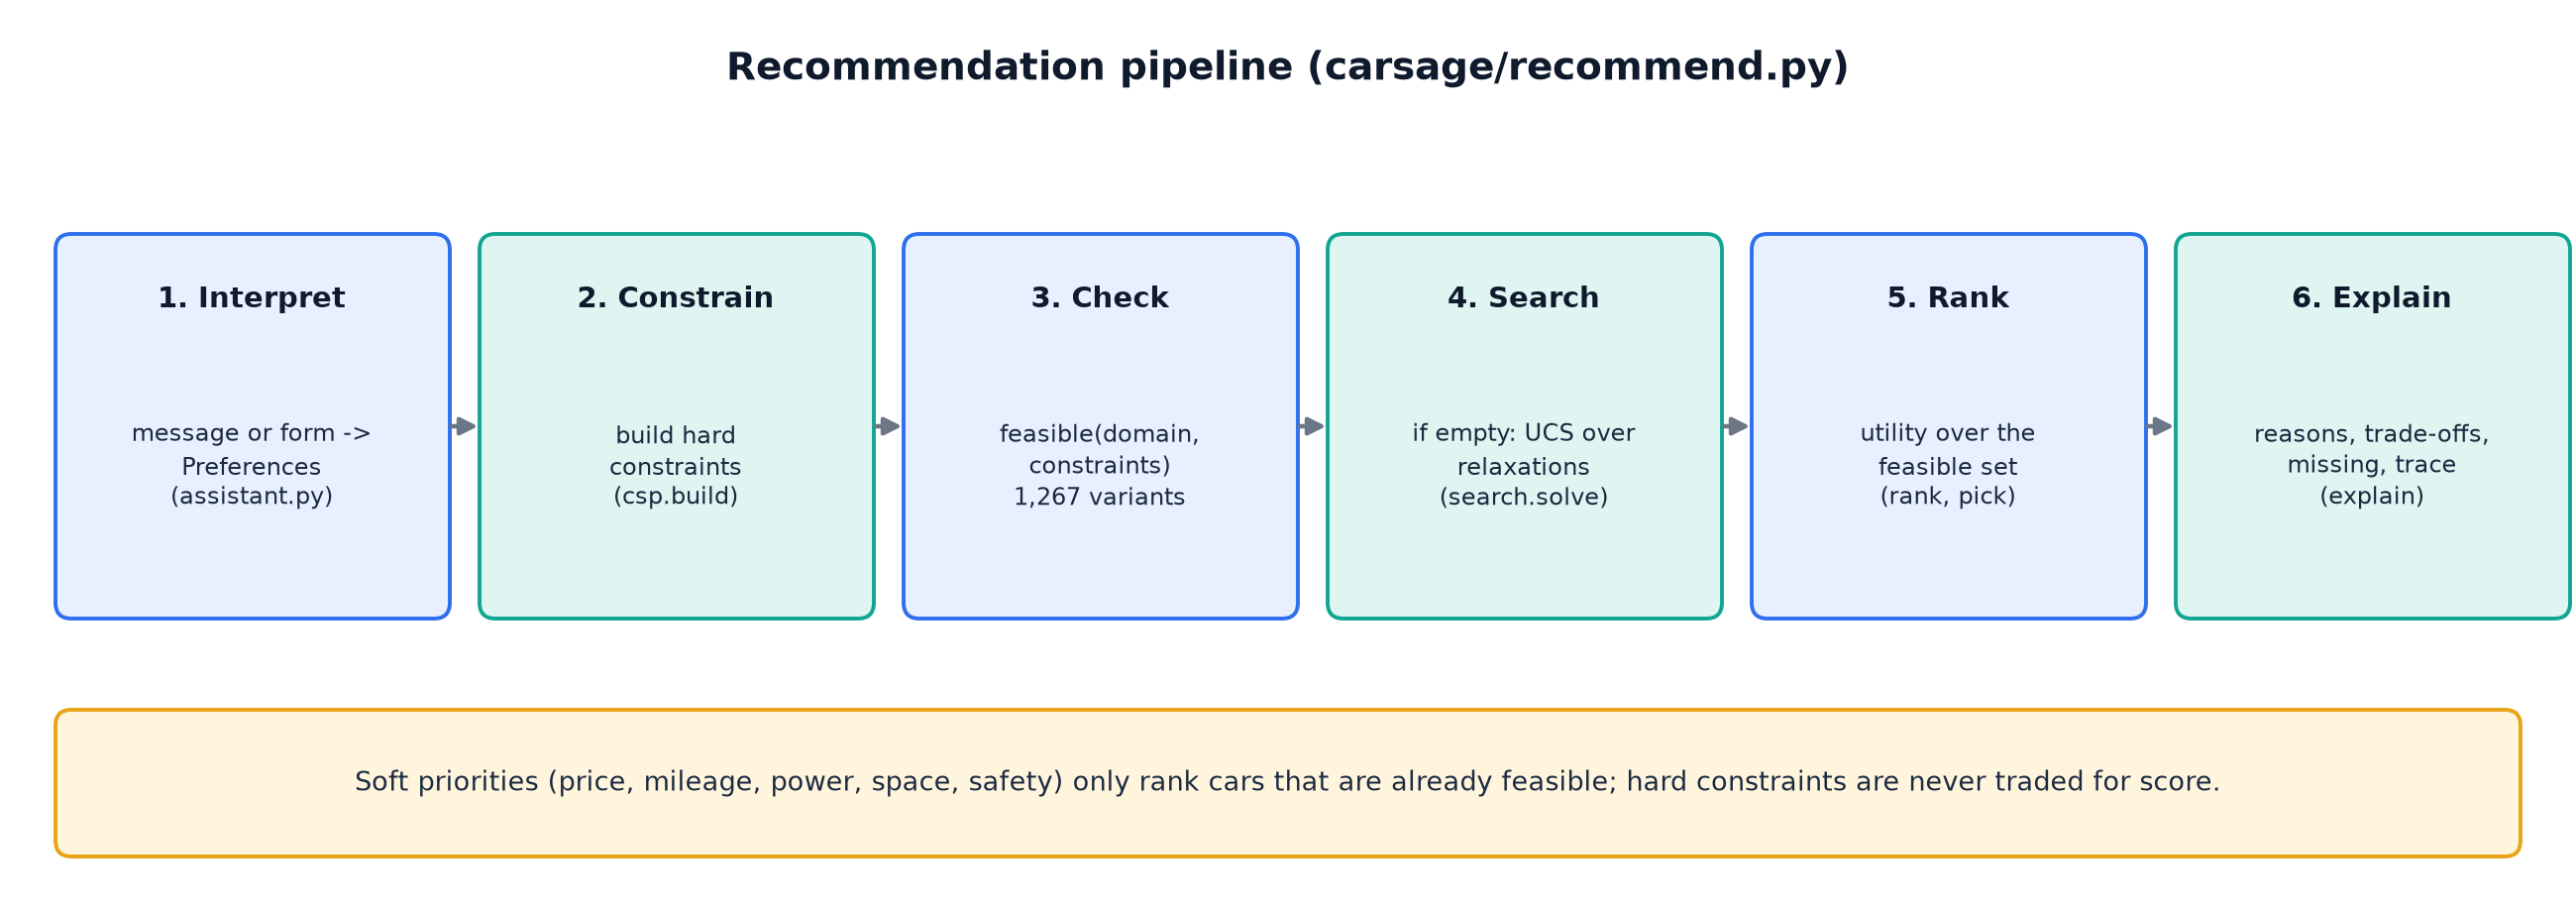 Recommendation pipeline (carsage/recommend.py)
1. Interpret
message or form ->
Preferences
(assistant.py)
2. Constrain
build hard
constraints
(csp.build)
3. Check
feasible(domain,
constraints)
1,267 variants
4. Search
if empty: UCS over
relaxations
(search.solve)
5. Rank
utility over the
feasible set
(rank, pick)
6. Explain
reasons, trade-offs,
missing, trace
(explain)
Soft priorities (price, mileage, power, space, safety) only rank cars that are already feasible; hard constraints are never traded for score.